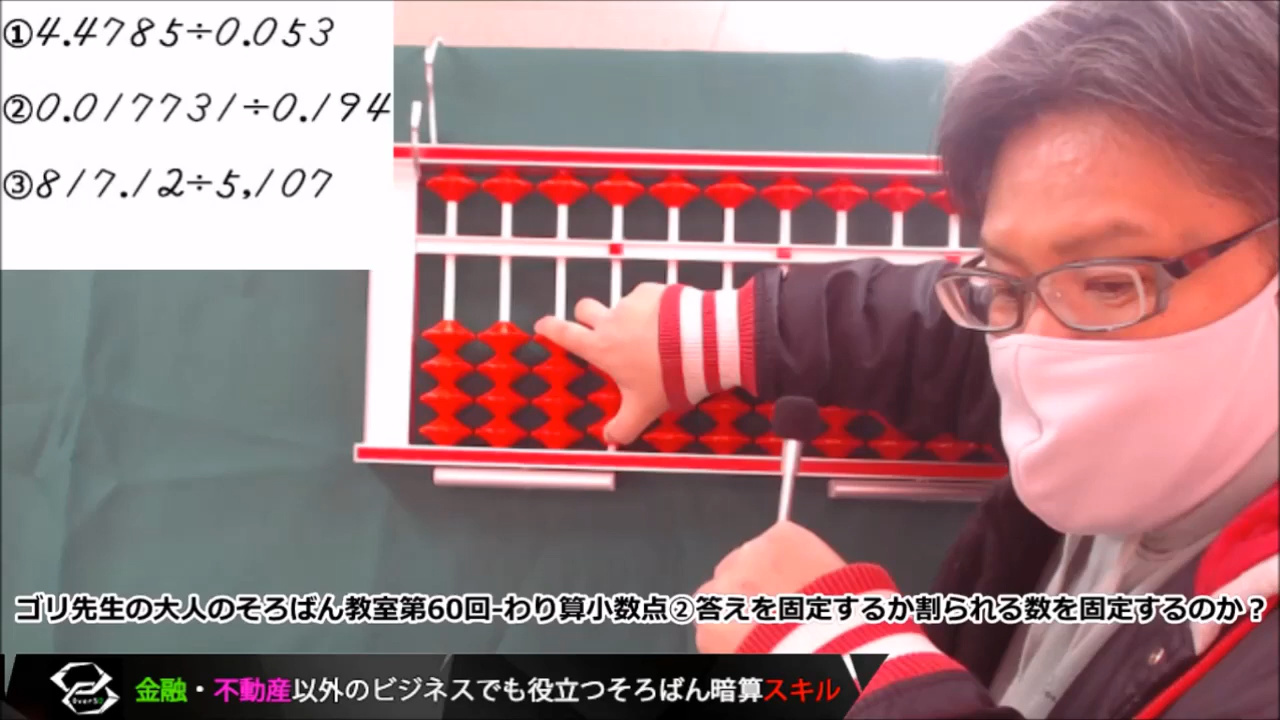 ①4.4785÷0.053
②0.017731÷0.194
③817.12÷5,107
ゴリ先生の大人のそろばん教室第60回-わり算小数点②答えを固定するか割られる数を固定するのか？
金融・不動産以外のビジネスでも役立つそろばん暗算スキル